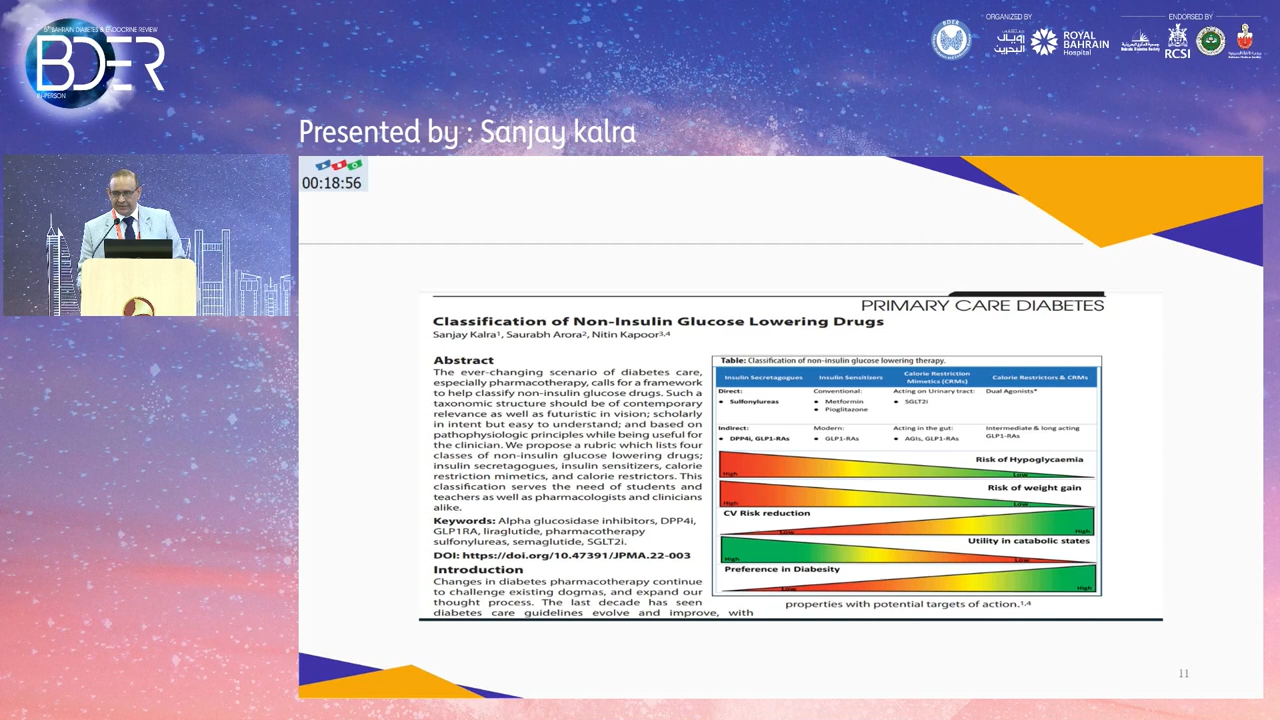 6th BAHRAIN DIABETES & ENDOCRINE REVIEW
BDER
IN-PERSON
ORGANIZED BY
ENDORSED BY
BDER
ROYAL
BAHRAIN
Hospital
RCSI
Presented by : Sanjay kalra
00:18:56
PRIMARY CARE DIABETES
Classification of Non-Insulin Glucose Lowering Drugs
Sanjay Kalra1, Saurabh Arora2, Nitin Kapoor3,4
Abstract
The ever-changing scenario of diabetes care,
especially pharmacotherapy, calls for a framework
to help classify non-insulin glucose drugs. Such a
taxonomic structure should be of contemporary
relevance as well as futuristic in vision; scholarly
in intent but easy to understand; and based on
pathophysiologic principles while being useful for
the clinician. We propose a rubric which lists four
classes of non-insulin glucose lowering drugs;
insulin secretagogues, insulin sensitizers, calorie
restriction mimetics, and calorie restrictors. This
classification serves the need of students and
teachers as well as pharmacologists and clinicians
alike.
Keywords: Alpha glucosidase inhibitors, DPP4i,
GLP1RA, liraglutide, pharmacotherapy
sulfonylureas, semaglutide, SGLT2i.
DOI: https://doi.org/10.47391/JPMA.22-003
Introduction
Changes in diabetes pharmacotherapy continue
to challenge existing dogmas, and expand our
thought process. The last decade has seen
diabetes care guidelines evolve and improve, with
Table: Classification of non-insulin glucose lowering therapy.
Insulin Secretagogues Insulin Sensitizers Calorie Restriction Mimetics (CRMs) Calorie Restrictors & CRMs
Direct: Conventional: Acting on Urinary tract: Dual Agonists*
• Sulfonylureas • Metformin • SGLT2i
• Pioglitazone
Indirect: Modern: Acting in the gut: Intermediate & long acting
• DPP4i, GLP1-RAs • GLP1-RAs • AGIs, GLP1-RAs GLP1-RAs
Risk of Hypoglycaemia
High Low
Risk of weight gain
High Low
CV Risk reduction
Low High
Utility in catabolic states
High Low
Preference in Diabesity
Low High
properties with potential targets of action.1,4
11